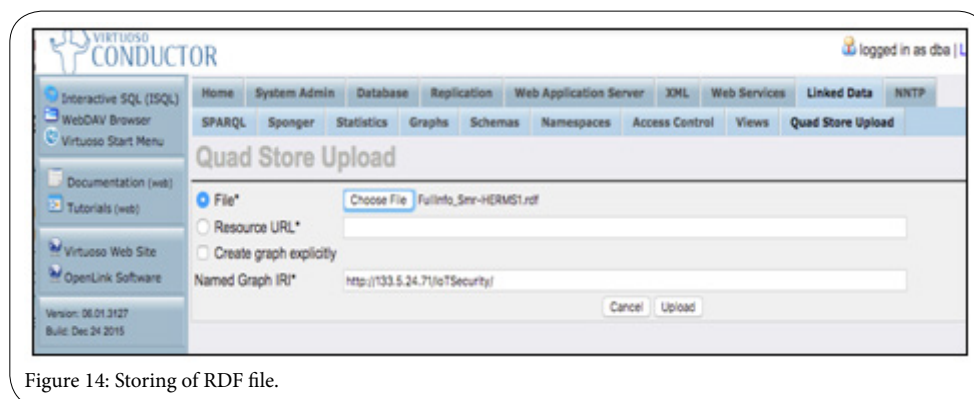 VIRTUOSO
CONDUCTOR
logged in as dba | L
Interactive SQL (ISQL)
WebDAV Browser
Virtuoso Start Menu
Documentation (web)
Tutorials (web)
Virtuoso Web Site
OpenLink Software
Version: 06.01.3127
Build: Dec 24 2015
Home System Admin Database Replication Web Application Server XML Web Services Linked Data NNTP
SPARQL Sponger Statistics Graphs Schemas Namespaces Access Control Views Quad Store Upload
Quad Store Upload
File* Choose File FullInfo_Smr-HERMS1.rdf
Resource URL*
Create graph explicitly
Named Graph IRI* http://133.5.24.71/IoTSecurity/
Cancel Upload
Figure 14: Storing of RDF file.